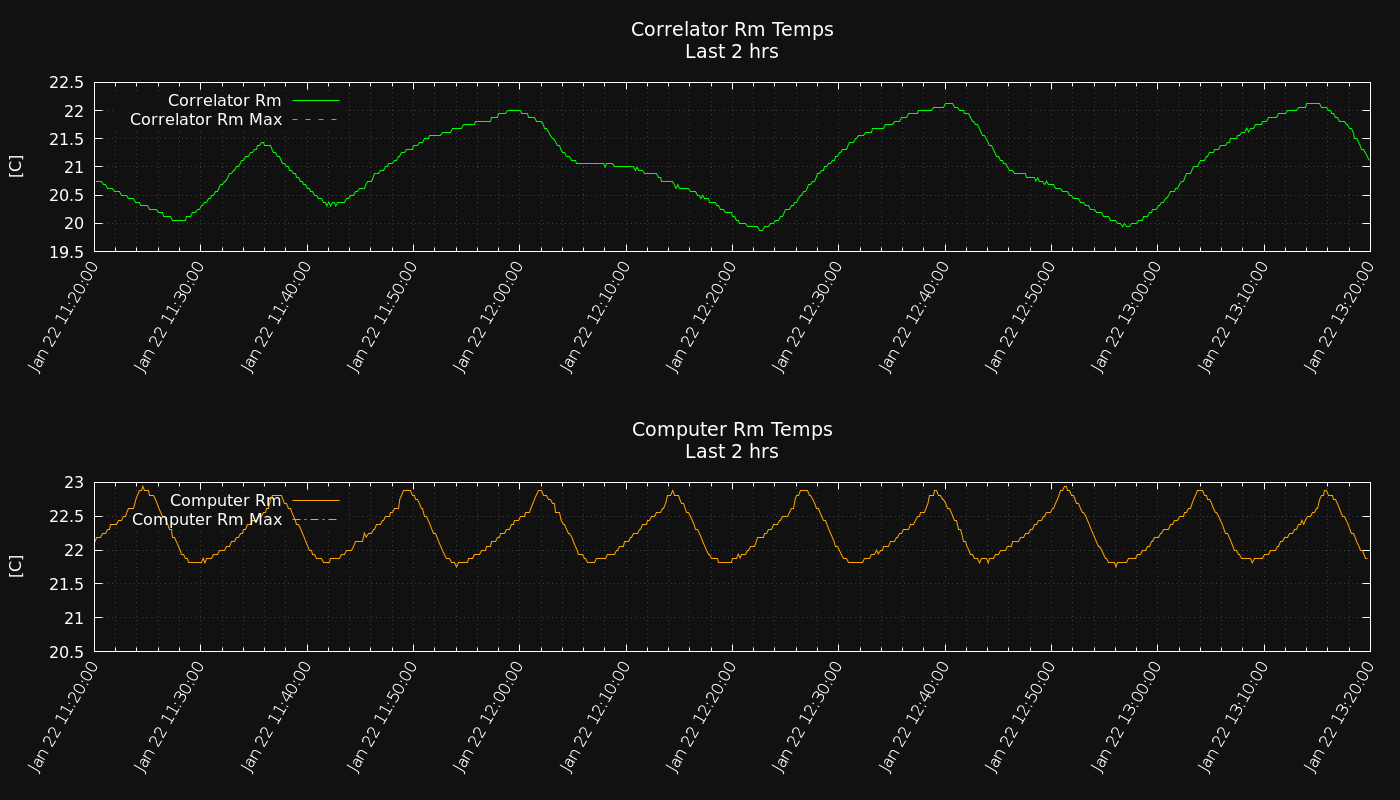 Correlator Rm Temps
Last 2 hrs
22.5
22
21.5
21
20.5
20
19.5
[C]
Correlator Rm
Correlator Rm Max
Jan 22 11:20:00
Jan 22 11:30:00
Jan 22 11:40:00
Jan 22 11:50:00
Jan 22 12:00:00
Jan 22 12:10:00
Jan 22 12:20:00
Jan 22 12:30:00
Jan 22 12:40:00
Jan 22 12:50:00
Jan 22 13:00:00
Jan 22 13:10:00
Jan 22 13:20:00
Computer Rm Temps
Last 2 hrs
23
22.5
22
21.5
21
20.5
[C]
Computer Rm
Computer Rm Max
Jan 22 11:20:00
Jan 22 11:30:00
Jan 22 11:40:00
Jan 22 11:50:00
Jan 22 12:00:00
Jan 22 12:10:00
Jan 22 12:20:00
Jan 22 12:30:00
Jan 22 12:40:00
Jan 22 12:50:00
Jan 22 13:00:00
Jan 22 13:10:00
Jan 22 13:20:00